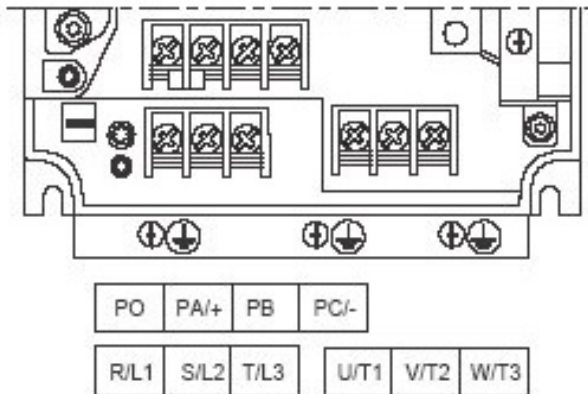 PO PA/+ PB PC/-
R/L1 S/L2 T/L3 U/T1 V/T2 W/T3